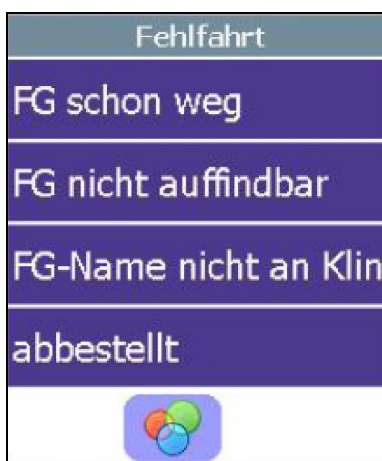 Fehlfahrt
FG schon weg
FG nicht auffindbar
FG-Name nicht an Klin
abbestellt